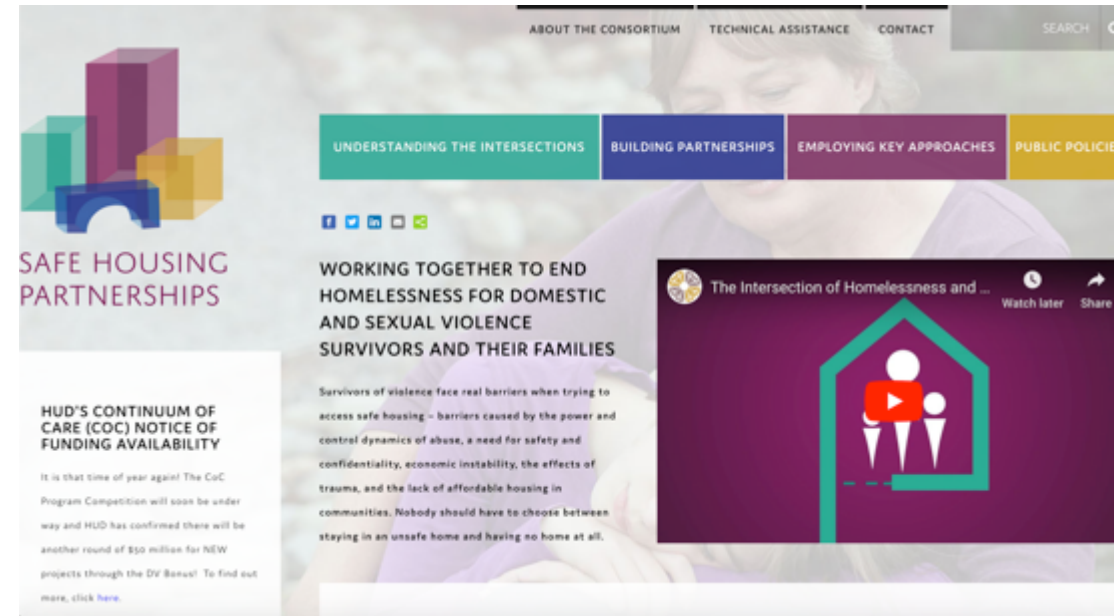 ABOUT THE CONSORTIUM TECHNICAL ASSISTANCE CONTACT SEARCH
UNDERSTANDING THE INTERSECTIONS BUILDING PARTNERSHIPS EMPLOYING KEY APPROACHES PUBLIC POLICIE
SAFE HOUSING
PARTNERSHIPS
WORKING TOGETHER TO END
HOMELESSNESS FOR DOMESTIC
AND SEXUAL VIOLENCE
SURVIVORS AND THEIR FAMILIES
Survivors of violence face real barriers when trying to
access safe housing – barriers caused by the power and
control dynamics of abuse, a need for safety and
confidentiality, economic instability, the effects of
trauma, and the lack of affordable housing in
communities. Nobody should have to choose between
staying in an unsafe home and having no home at all.
The Intersection of Homelessness and ...
Watch later Share
HUD'S CONTINUUM OF
CARE (COC) NOTICE OF
FUNDING AVAILABILITY
It is that time of year again! The CoC
Program Competition will soon be under
way and HUD has confirmed there will be
another round of $50 million for NEW
projects through the DV Bonus! To find out
more, click here.